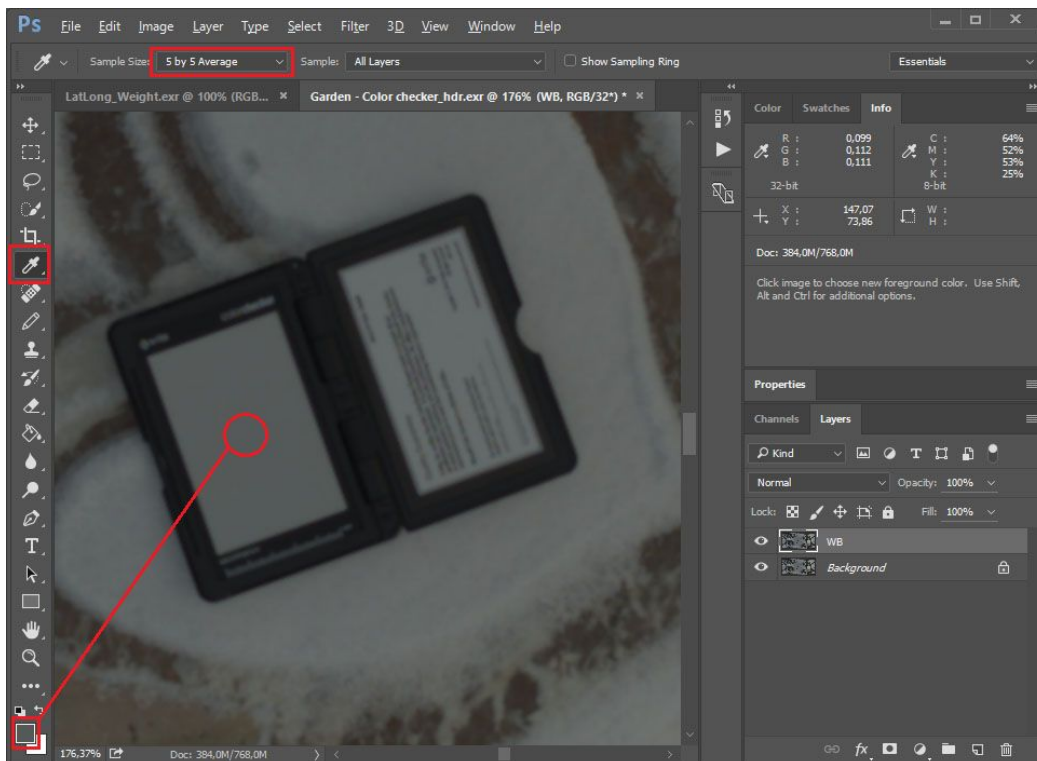 Ps File Edit Image Layer Type Select Filter 3D View Window Help
Sample Size: 5 by 5 Average Sample: All Layers Show Sampling Ring Essentials
LatLong_Weight.exr @ 100% (RGB... × Garden - Color checker_hdr.exr @ 176% (WB, RGB/32*) * ×
Color Swatches Info
R : 0,099 C : 64%
G : 0,112 M : 52%
B : 0,111 Y : 53%
K : 25%
32-bit 8-bit
X : 147,07 W :
Y : 73,86 H :
Doc: 384,0M/768,0M
Click image to choose new foreground color. Use Shift,
Alt and Ctrl for additional options.
Properties
Channels Layers
Kind
Normal Opacity: 100%
Lock: Fill: 100%
WB
Background
176,37% Doc: 384,0M/768,0M